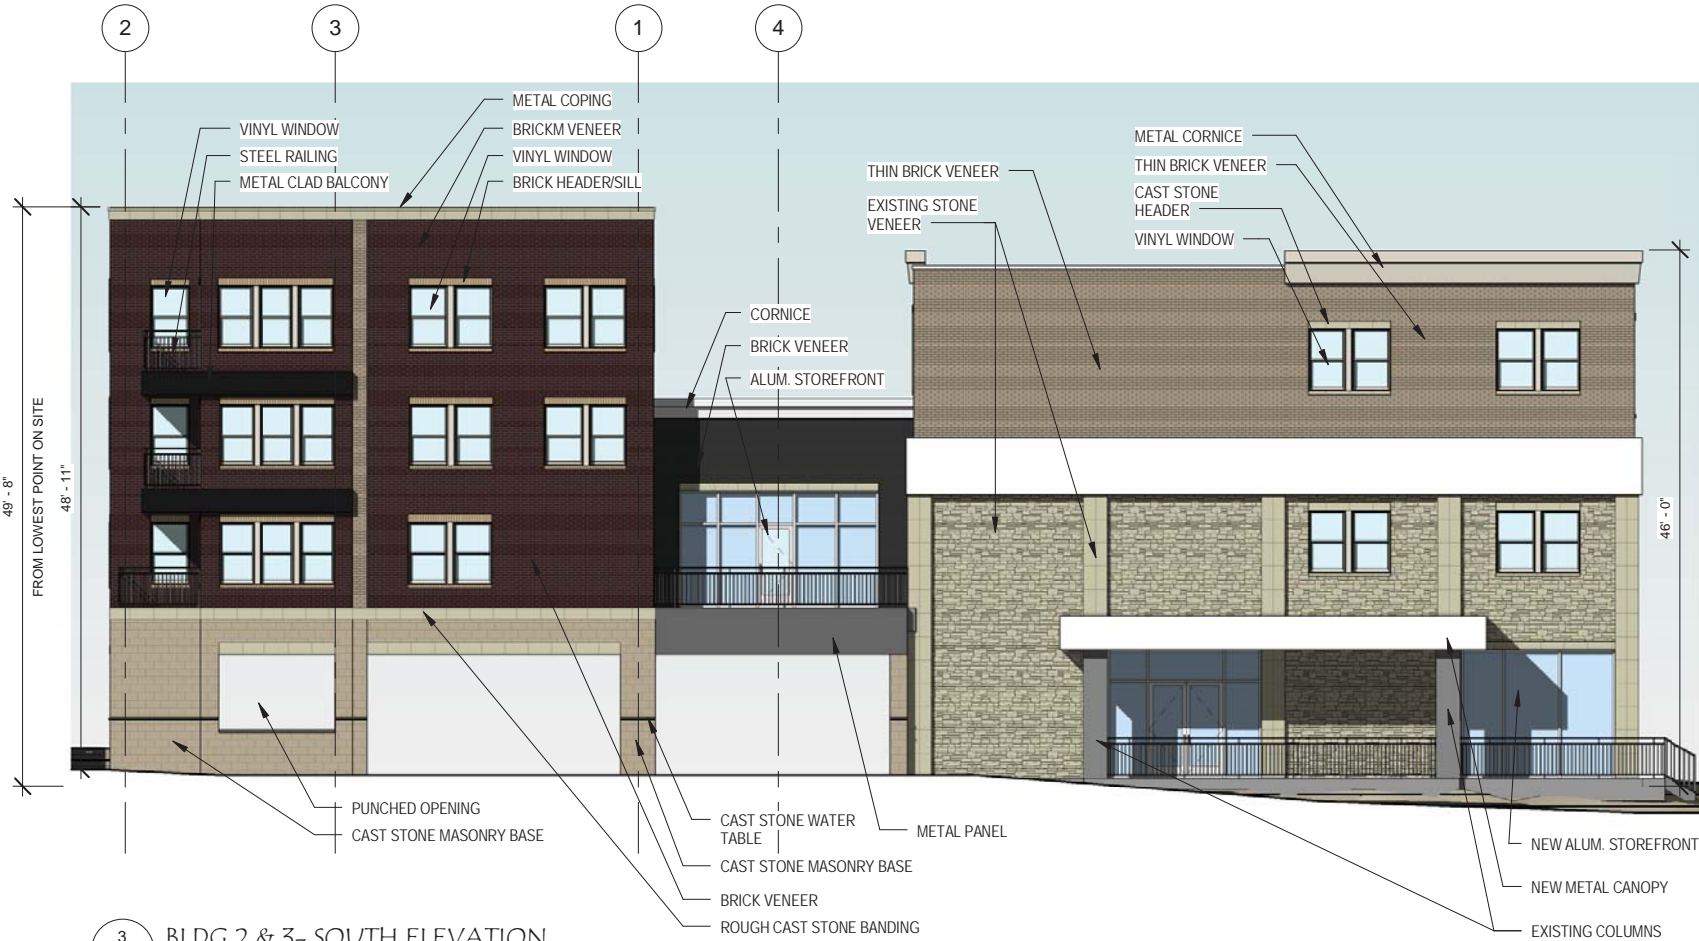 2
3
1
4
METAL COPING
BRICKM VENEER
VINYL WINDOW
BRICK HEADER/SILL
VINYL WINDOW
STEEL RAILING
METAL CLAD BALCONY
METAL CORNICE
THIN BRICK VENEER
CAST STONE
HEADER
VINYL WINDOW
THIN BRICK VENEER
EXISTING STONE
VENEER
CORNICE
BRICK VENEER
ALUM. STOREFRONT
49' - 8"
FROM LOWEST POINT ON SITE
48' - 11"
46' - 0"
PUNCHED OPENING
CAST STONE MASONRY BASE
CAST STONE WATER
TABLE
CAST STONE MASONRY BASE
BRICK VENEER
ROUGH CAST STONE BANDING
METAL PANEL
NEW ALUM. STOREFRONT
NEW METAL CANOPY
EXISTING COLUMNS
3
BLDG 2 & 3- SOUTH ELEVATION